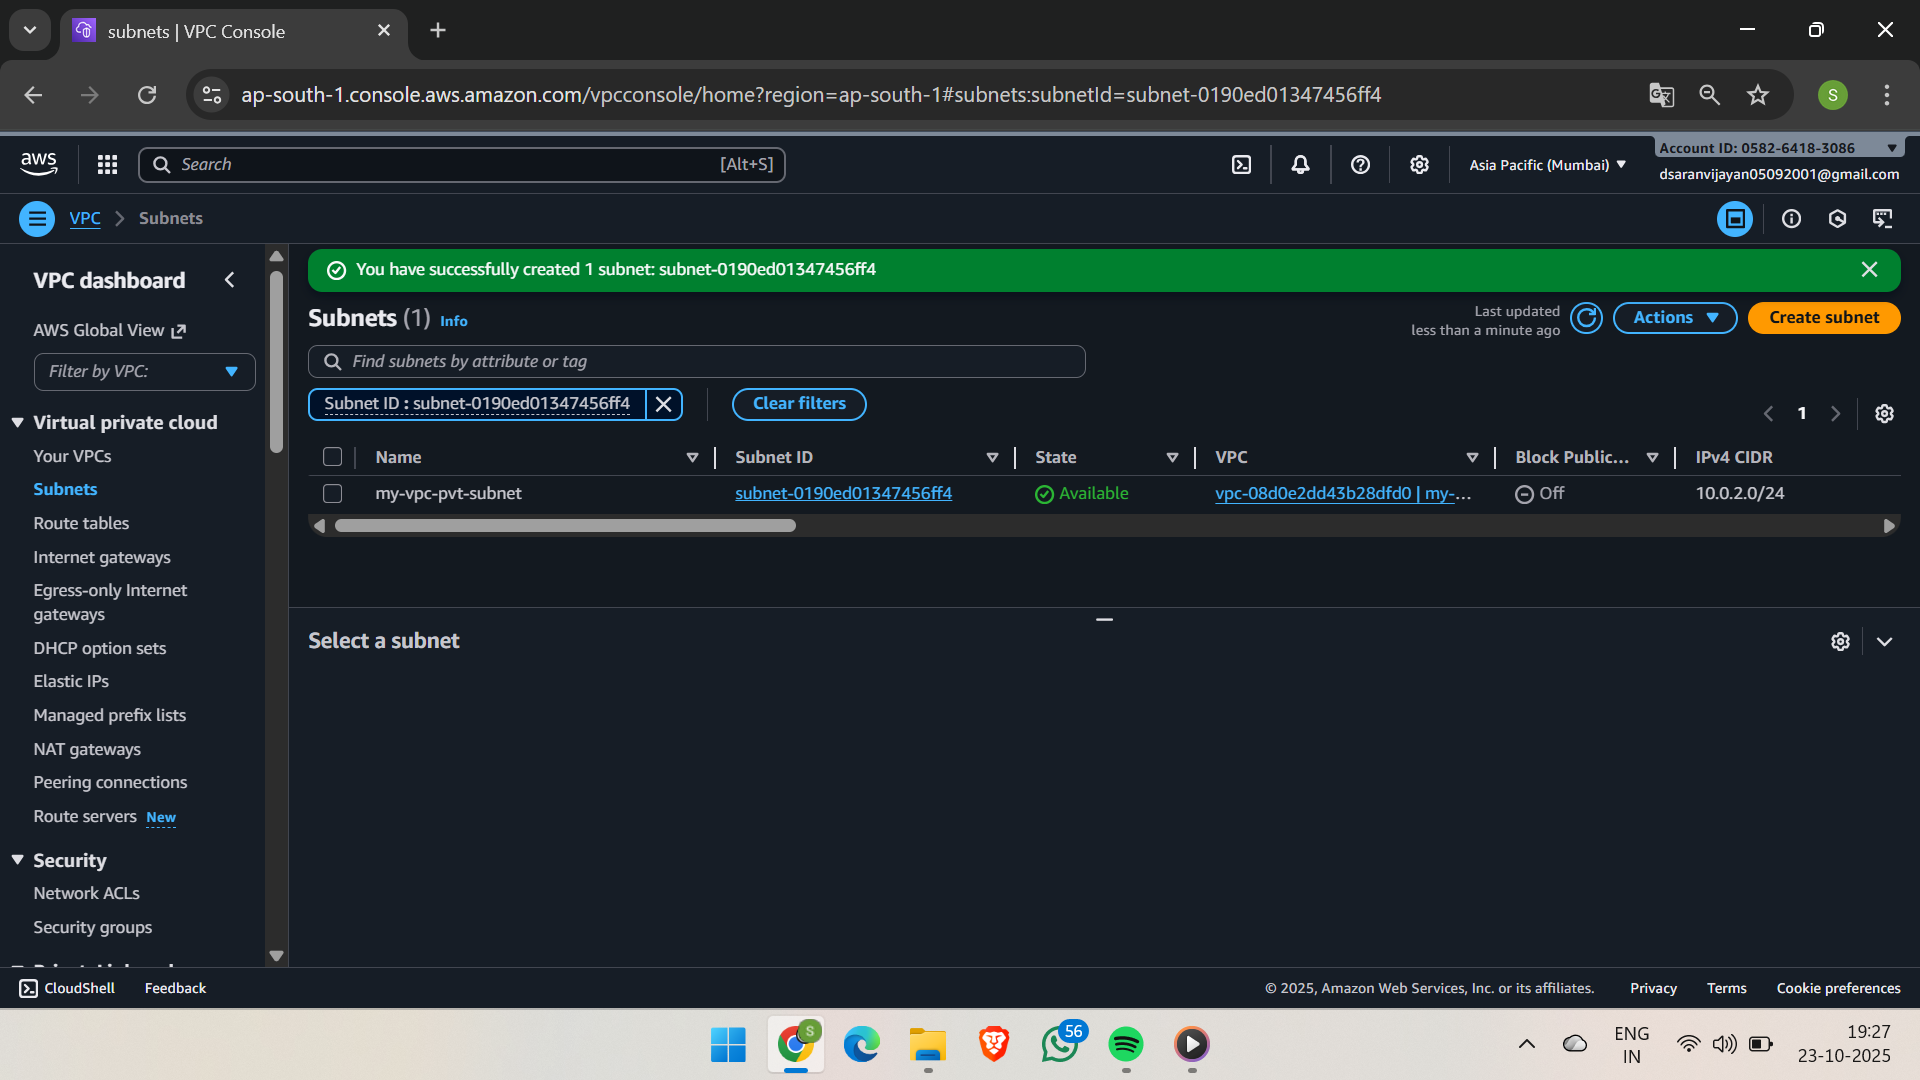 subnets | VPC Console
ap-south-1.console.aws.amazon.com/vpcconsole/home?region=ap-south-1#subnets:subnetId=subnet-0190ed01347456ff4
S
aws
Search
[Alt+S]
Asia Pacific (Mumbai)
Account ID: 0582-6418-3086
dsaranvijayan05092001@gmail.com
VPC
Subnets
VPC dashboard
AWS Global View
Filter by VPC:
Virtual private cloud
Your VPCs
Subnets
Route tables
Internet gateways
Egress-only Internet
gateways
DHCP option sets
Elastic IPs
Managed prefix lists
NAT gateways
Peering connections
Route servers New
Security
Network ACLs
Security groups
You have successfully created 1 subnet: subnet-0190ed01347456ff4
Subnets (1) Info
Last updated
less than a minute ago
Actions
Create subnet
Find subnets by attribute or tag
Subnet ID : subnet-0190ed01347456ff4
Clear filters
1
Name Subnet ID State VPC Block Public... IPv4 CIDR
my-vpc-pvt-subnet subnet-0190ed01347456ff4 Available vpc-08d0e2dd43b28dfd0 | my-... Off 10.0.2.0/24
Select a subnet
CloudShell
Feedback
© 2025, Amazon Web Services, Inc. or its affiliates.
Privacy
Terms
Cookie preferences
S
56
ENG
IN
19:27
23-10-2025